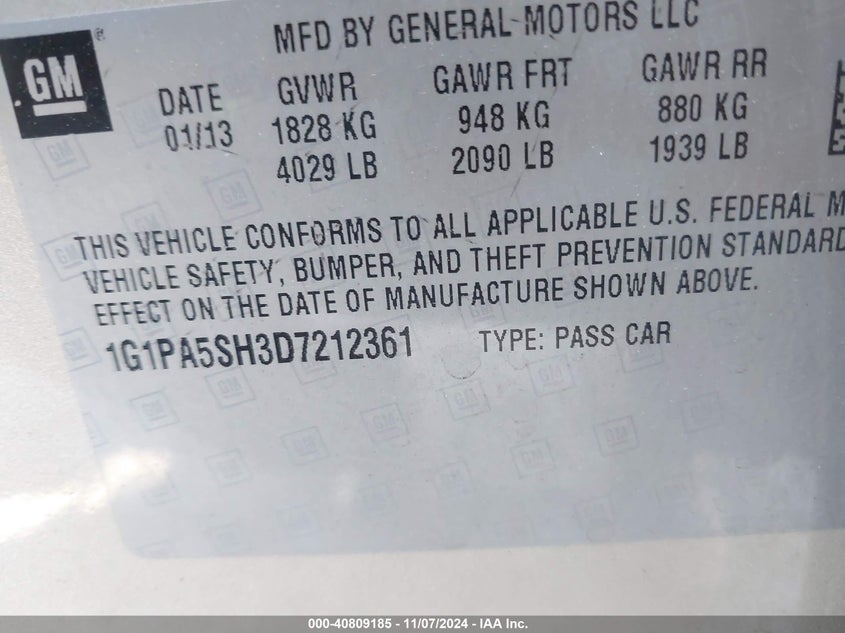 MFD BY GENERAL MOTORS LLC
GM
DATE GVWR GAWR FRT GAWR RR
01/13 1828 KG 948 KG 880 KG
4029 LB 2090 LB 1939 LB
THIS VEHICLE CONFORMS TO ALL APPLICABLE U.S. FEDERAL M
VEHICLE SAFETY, BUMPER, AND THEFT PREVENTION STANDARD
EFFECT ON THE DATE OF MANUFACTURE SHOWN ABOVE.
1G1PA5SH3D7212361 TYPE: PASS CAR
000-40809185 - 11/07/2024 - IAA Inc.